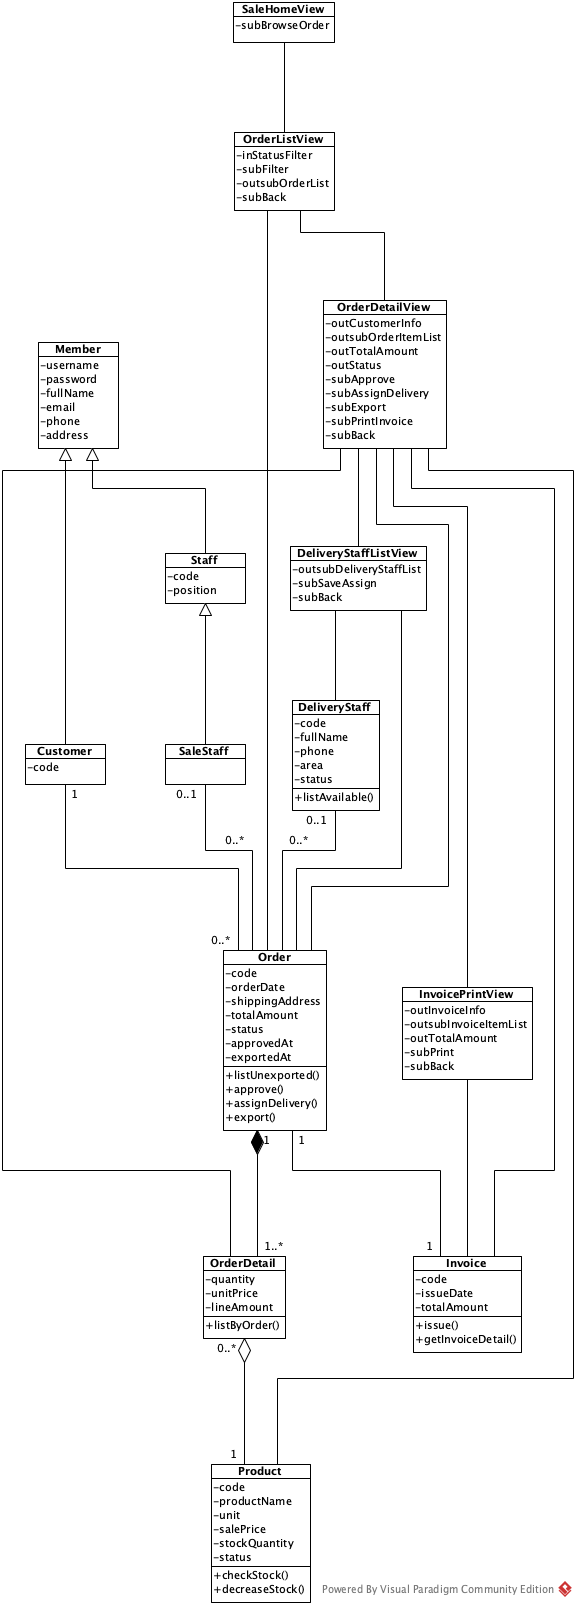 SaleHomeView
-subBrowseOrder
OrderListView
-inStatusFilter
-subFilter
-outsubOrderList
-subBack
OrderDetailView
-outCustomerInfo
-outsubOrderItemList
-outTotalAmount
-outStatus
-subApprove
-subAssignDelivery
-subExport
-subPrintInvoice
-subBack
Member
-username
-password
-fullName
-email
-phone
-address
Staff
-code
-position
DeliveryStaffListView
-outsubDeliveryStaffList
-subSaveAssign
-subBack
DeliveryStaff
-code
-fullName
-phone
-area
-status
+listAvailable()
Customer
-code
SaleStaff
1
0..1
0..1
0..*
0..*
0..*
Order
-code
-orderDate
-shippingAddress
-totalAmount
-status
-approvedAt
-exportedAt
+listUnexported()
+approve()
+assignDelivery()
+export()
InvoicePrintView
-outInvoiceInfo
-outsubInvoiceItemList
-outTotalAmount
-subPrint
-subBack
1
1
1..*
1
OrderDetail
-quantity
-unitPrice
-lineAmount
+listByOrder()
Invoice
-code
-issueDate
-totalAmount
+issue()
+getInvoiceDetail()
0..*
1
Product
-code
-productName
-unit
-salePrice
-stockQuantity
-status
+checkStock()
+decreaseStock()
Powered By Visual Paradigm Community Edition